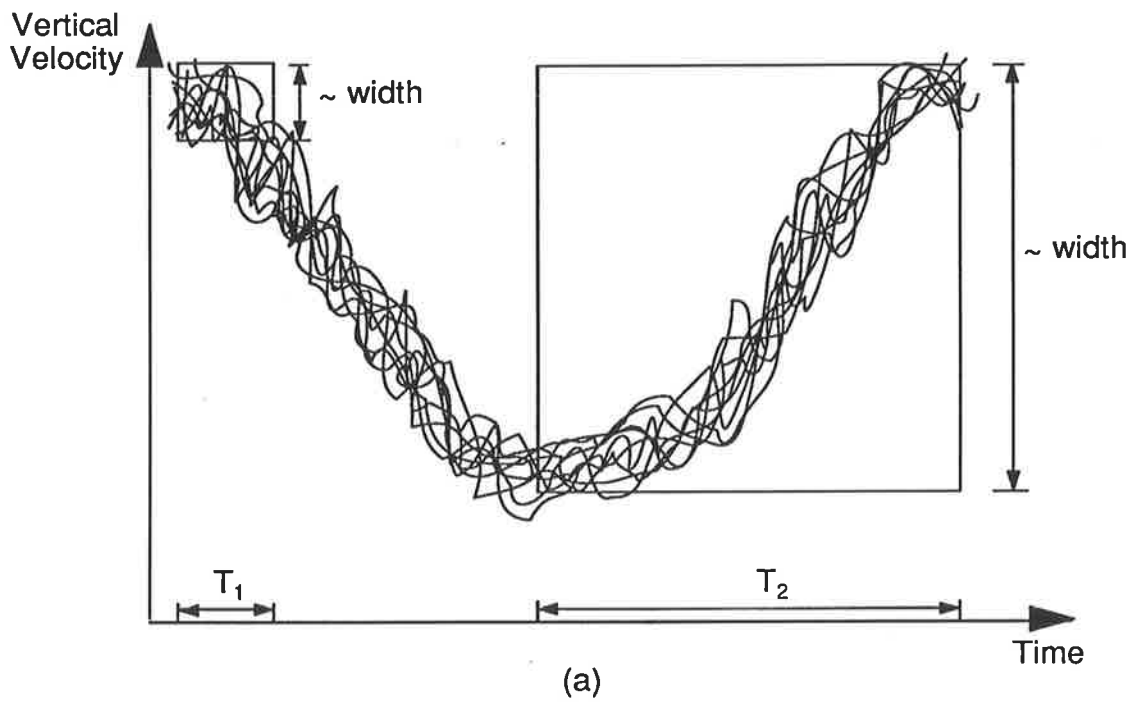 Vertical
Velocity
~ width
~ width
T₁
T₂
Time
(a)